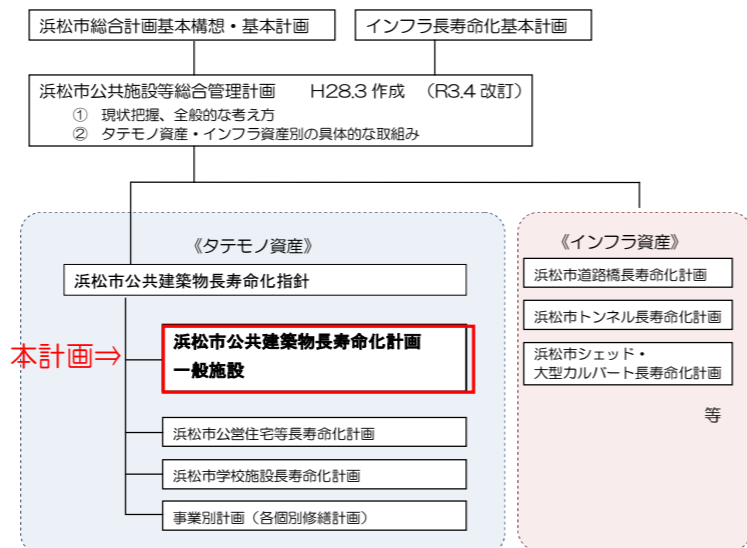 浜松市総合計画基本構想・基本計画
インフラ長寿命化基本計画
浜松市公共施設等総合管理計画　H28.3 作成　（R3.4 改訂）
①　現状把握、全般的な考え方
②　タテモノ資産・インフラ資産別の具体的な取組み
《タテモノ資産》
浜松市公共建築物長寿命化指針
本計画⇒
浜松市公共建築物長寿命化計画
一般施設
浜松市公営住宅等長寿命化計画
浜松市学校施設長寿命化計画
事業別計画（各個別修繕計画）
《インフラ資産》
浜松市道路橋長寿命化計画
浜松市トンネル長寿命化計画
浜松市シェッド・
大型カルバート長寿命化計画
等